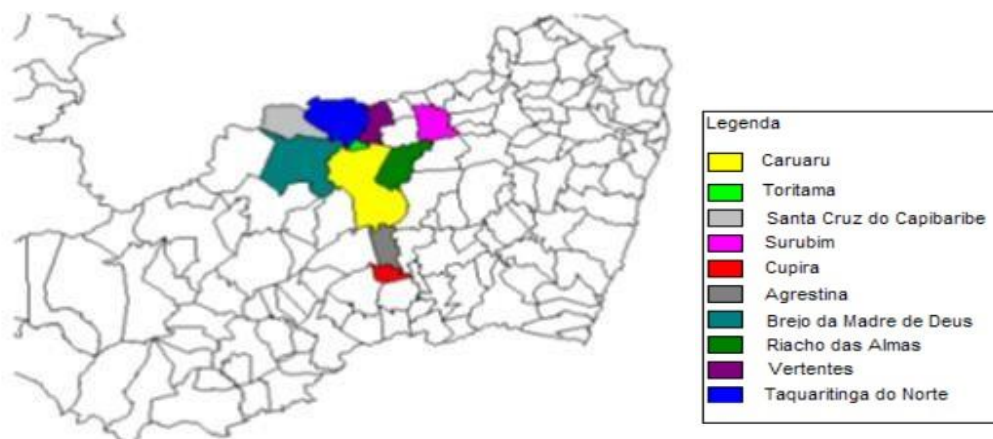 Legenda
Caruaru
Toritama
Santa Cruz do Capibaribe
Surubim
Cupira
Agrestina
Brejo da Madre de Deus
Riacho das Almas
Vertentes
Taquaritinga do Norte